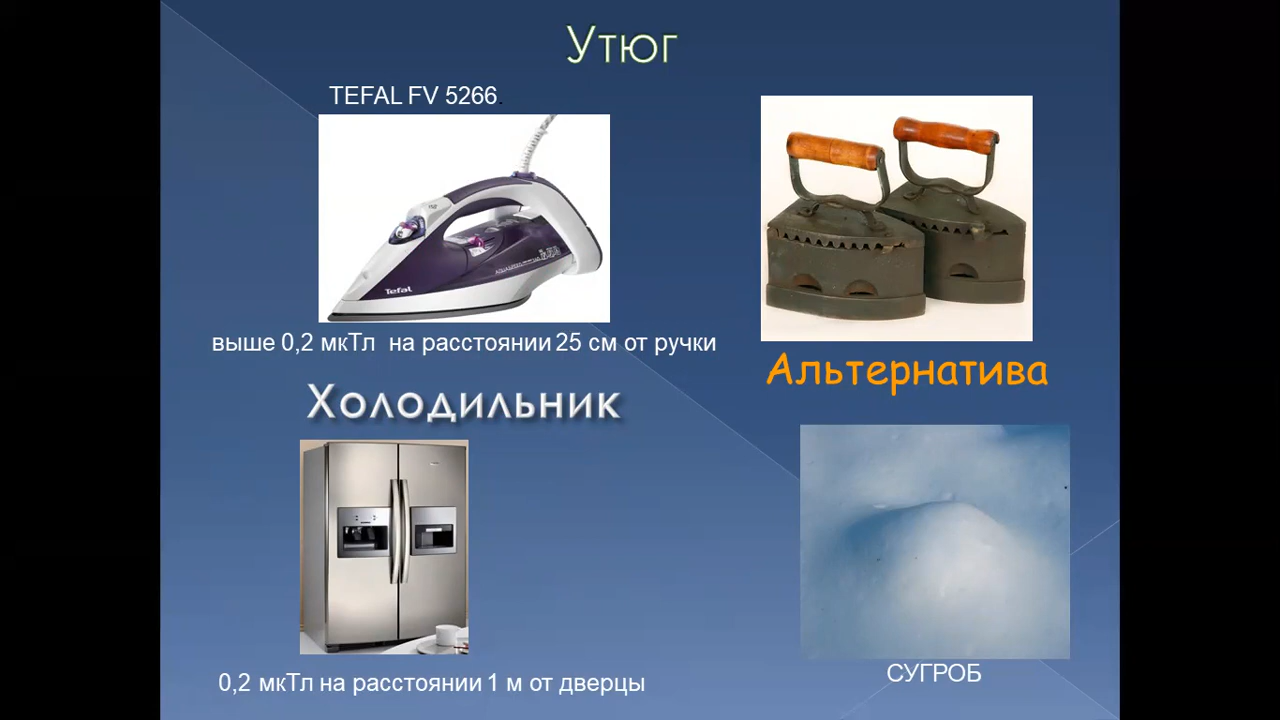 Утюг
TEFAL FV 5266.
Tefal
выше 0,2 мкТл на расстоянии 25 см от ручки
Альтернатива
Холодильник
0,2 мкТл на расстоянии 1 м от дверцы
СУГРОБ